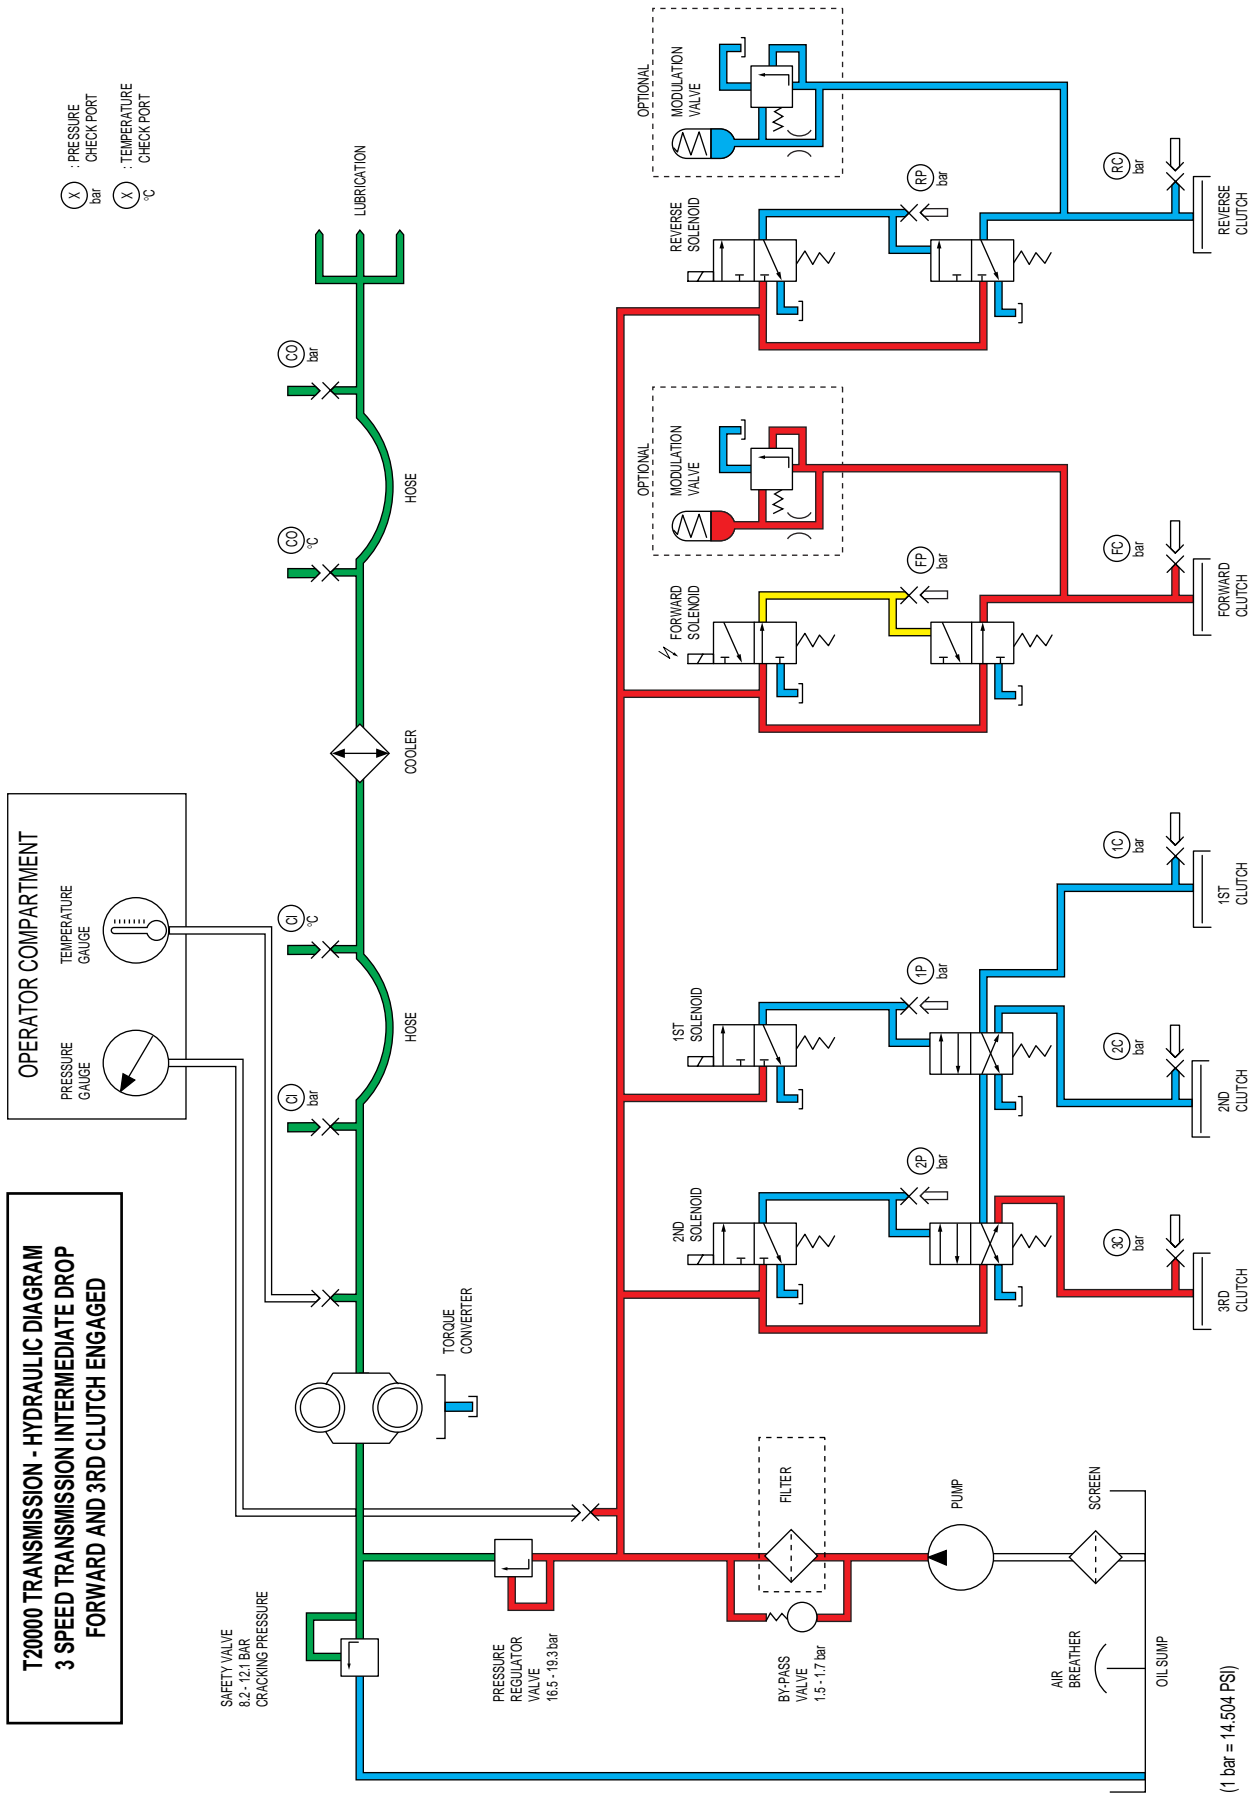 T20000 TRANSMISSION - HYDRAULIC DIAGRAM
3 SPEED TRANSMISSION INTERMEDIATE DROP
FORWARD AND 3RD CLUTCH ENGAGED
OPERATOR COMPARTMENT
PRESSURE
GAUGE
TEMPERATURE
GAUGE
X
bar
: PRESSURE
CHECK PORT
X
°C
: TEMPERATURE
CHECK PORT
SAFETY VALVE
8.2 - 12.1 BAR
CRACKING PRESSURE
CI
bar
CI
°C
CO
°C
CO
bar
LUBRICATION
HOSE
COOLER
HOSE
TORQUE
CONVERTER
PRESSURE
REGULATOR
VALVE
16.5 - 19.3 bar
BY-PASS
VALVE
1.5 - 1.7 bar
FILTER
PUMP
SCREEN
AIR
BREATHER
OIL SUMP
2ND
SOLENOID
1ST
SOLENOID
FORWARD
SOLENOID
OPTIONAL
MODULATION
VALVE
REVERSE
SOLENOID
OPTIONAL
MODULATION
VALVE
2P
bar
1P
bar
FP
bar
RP
bar
3C
bar
2C
bar
1C
bar
FC
bar
RC
bar
3RD
CLUTCH
2ND
CLUTCH
1ST
CLUTCH
FORWARD
CLUTCH
REVERSE
CLUTCH
(1 bar = 14.504 PSI)